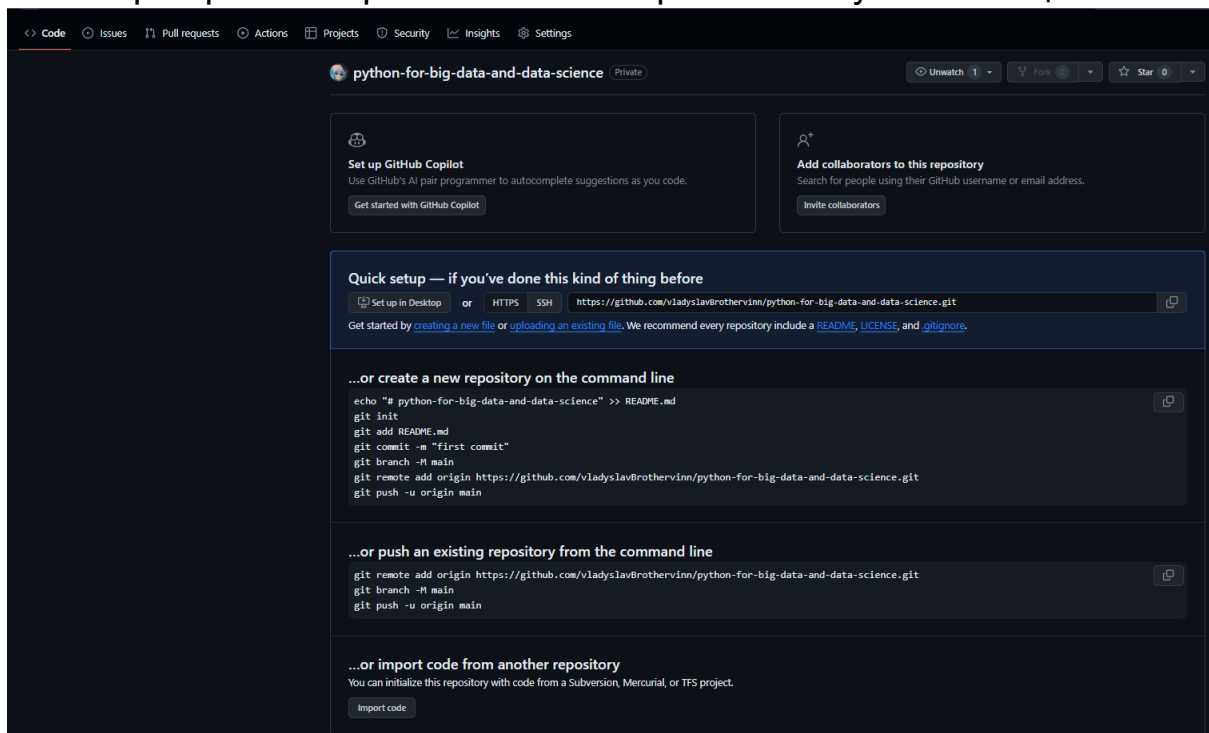 <> Code Issues Pull requests Actions Projects Security Insights Settings
python-for-big-data-and-data-science Private
Unwatch 1 Fork 0 Star 0
Set up GitHub Copilot
Use GitHub's AI pair programmer to autocomplete suggestions as you code.
Get started with GitHub Copilot
Add collaborators to this repository
Search for people using their GitHub username or email address.
Invite collaborators
Quick setup — if you've done this kind of thing before
Set up in Desktop or HTTPS SSH https://github.com/vladyslavBrothervinn/python-for-big-data-and-data-science.git
Get started by creating a new file or uploading an existing file. We recommend every repository include a README, LICENSE, and .gitignore.
...or create a new repository on the command line
echo "# python-for-big-data-and-data-science" >> README.md
git init
git add README.md
git commit -m "first commit"
git branch -M main
git remote add origin https://github.com/vladyslavBrothervinn/python-for-big-data-and-data-science.git
git push -u origin main
...or push an existing repository from the command line
git remote add origin https://github.com/vladyslavBrothervinn/python-for-big-data-and-data-science.git
git branch -M main
git push -u origin main
...or import code from another repository
You can initialize this repository with code from a Subversion, Mercurial, or TFS project.
Import code